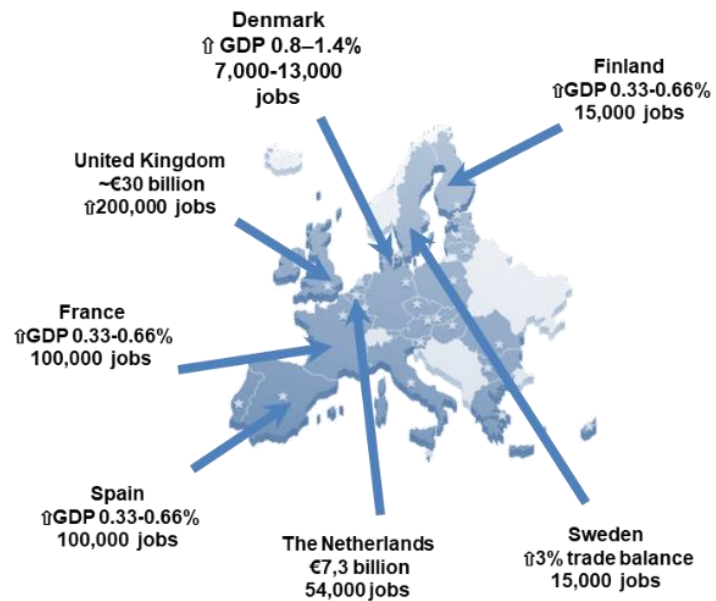 Denmark
⇧ GDP 0.8–1.4%
7,000-13,000
jobs
Finland
⇧GDP 0.33-0.66%
15,000 jobs
United Kingdom
~€30 billion
⇧200,000 jobs
France
⇧GDP 0.33-0.66%
100,000 jobs
Spain
⇧GDP 0.33-0.66%
100,000 jobs
The Netherlands
€7,3 billion
54,000 jobs
Sweden
⇧3% trade balance
15,000 jobs